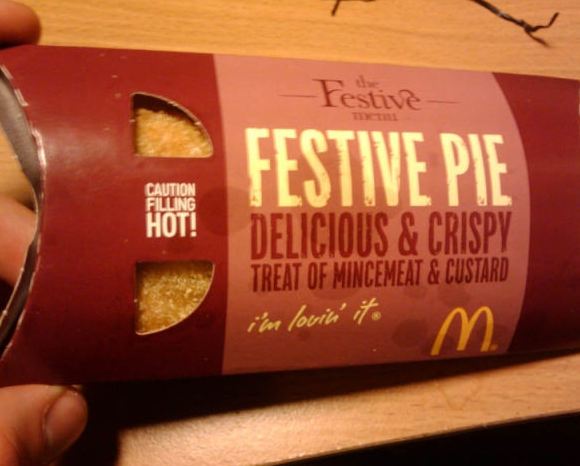 the
Festive
menu
FESTIVE PIE
DELICIOUS & CRISPY
TREAT OF MINCEMEAT & CUSTARD
i'm lovin' it®
CAUTION
FILLING
HOT!